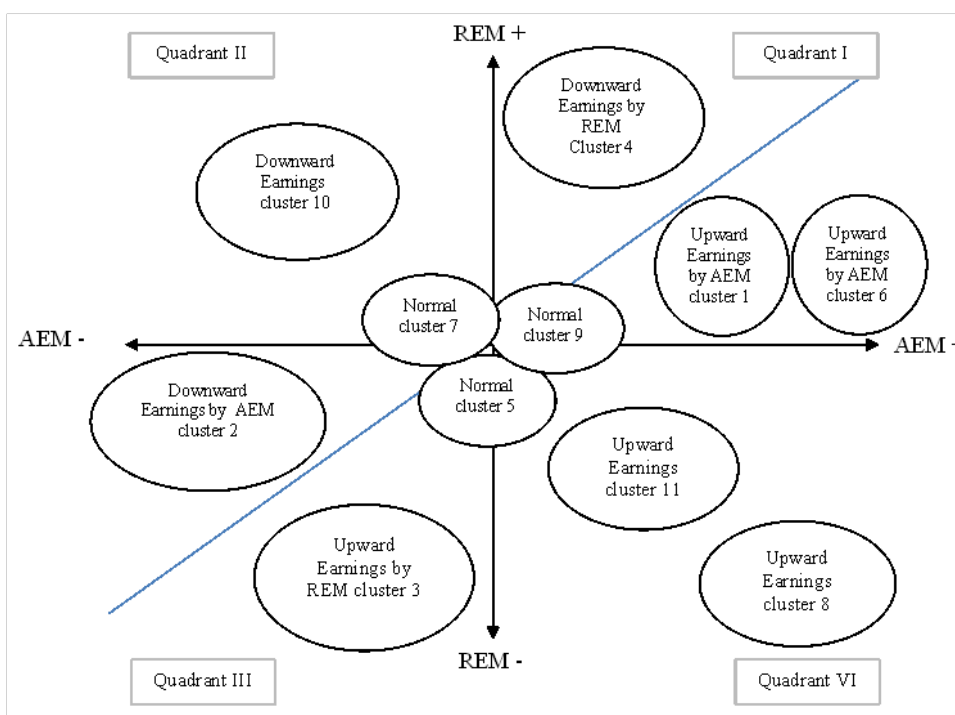 Quadrant II
REM +
Quadrant I
Downward
Earnings by
REM
Cluster 4
Downward
Earnings
cluster 10
Upward
Earnings
by AEM
cluster 1
Upward
Earnings
by AEM
cluster 6
Normal
cluster 7
Normal
cluster 9
AEM -
AEM +
Downward
Earnings by AEM
cluster 2
Normal
cluster 5
Upward
Earnings
cluster 11
Upward
Earnings by
REM cluster 3
Upward
Earnings
cluster 8
REM -
Quadrant III
Quadrant VI